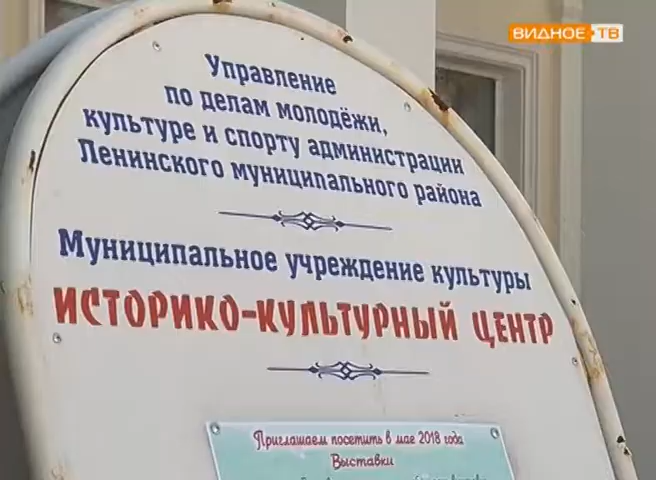 ВИДНОЕ-ТВ
Управление
по делам молодёжи,
культуре и спорту администрации
Ленинского муниципального района
Муниципальное учреждение культуры
ИСТОРИКО-КУЛЬТУРНЫЙ ЦЕНТР
Приглашаем посетить в мае 2018 года
Выставки